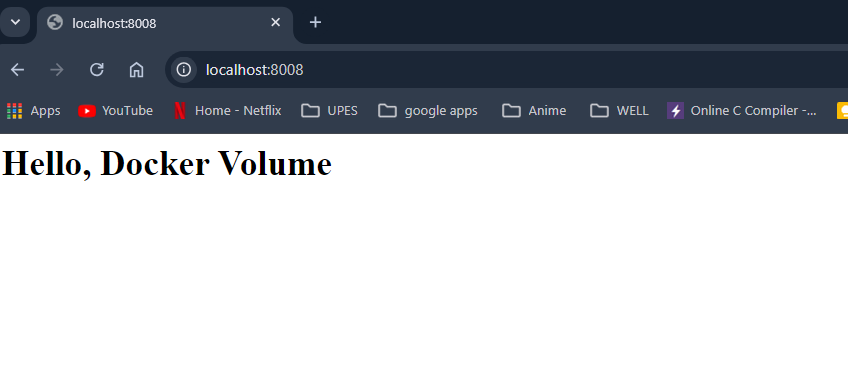 localhost:8008
localhost:8008
Apps YouTube Home - Netflix UPES google apps Anime WELL Online C Compiler -...
Hello, Docker Volume